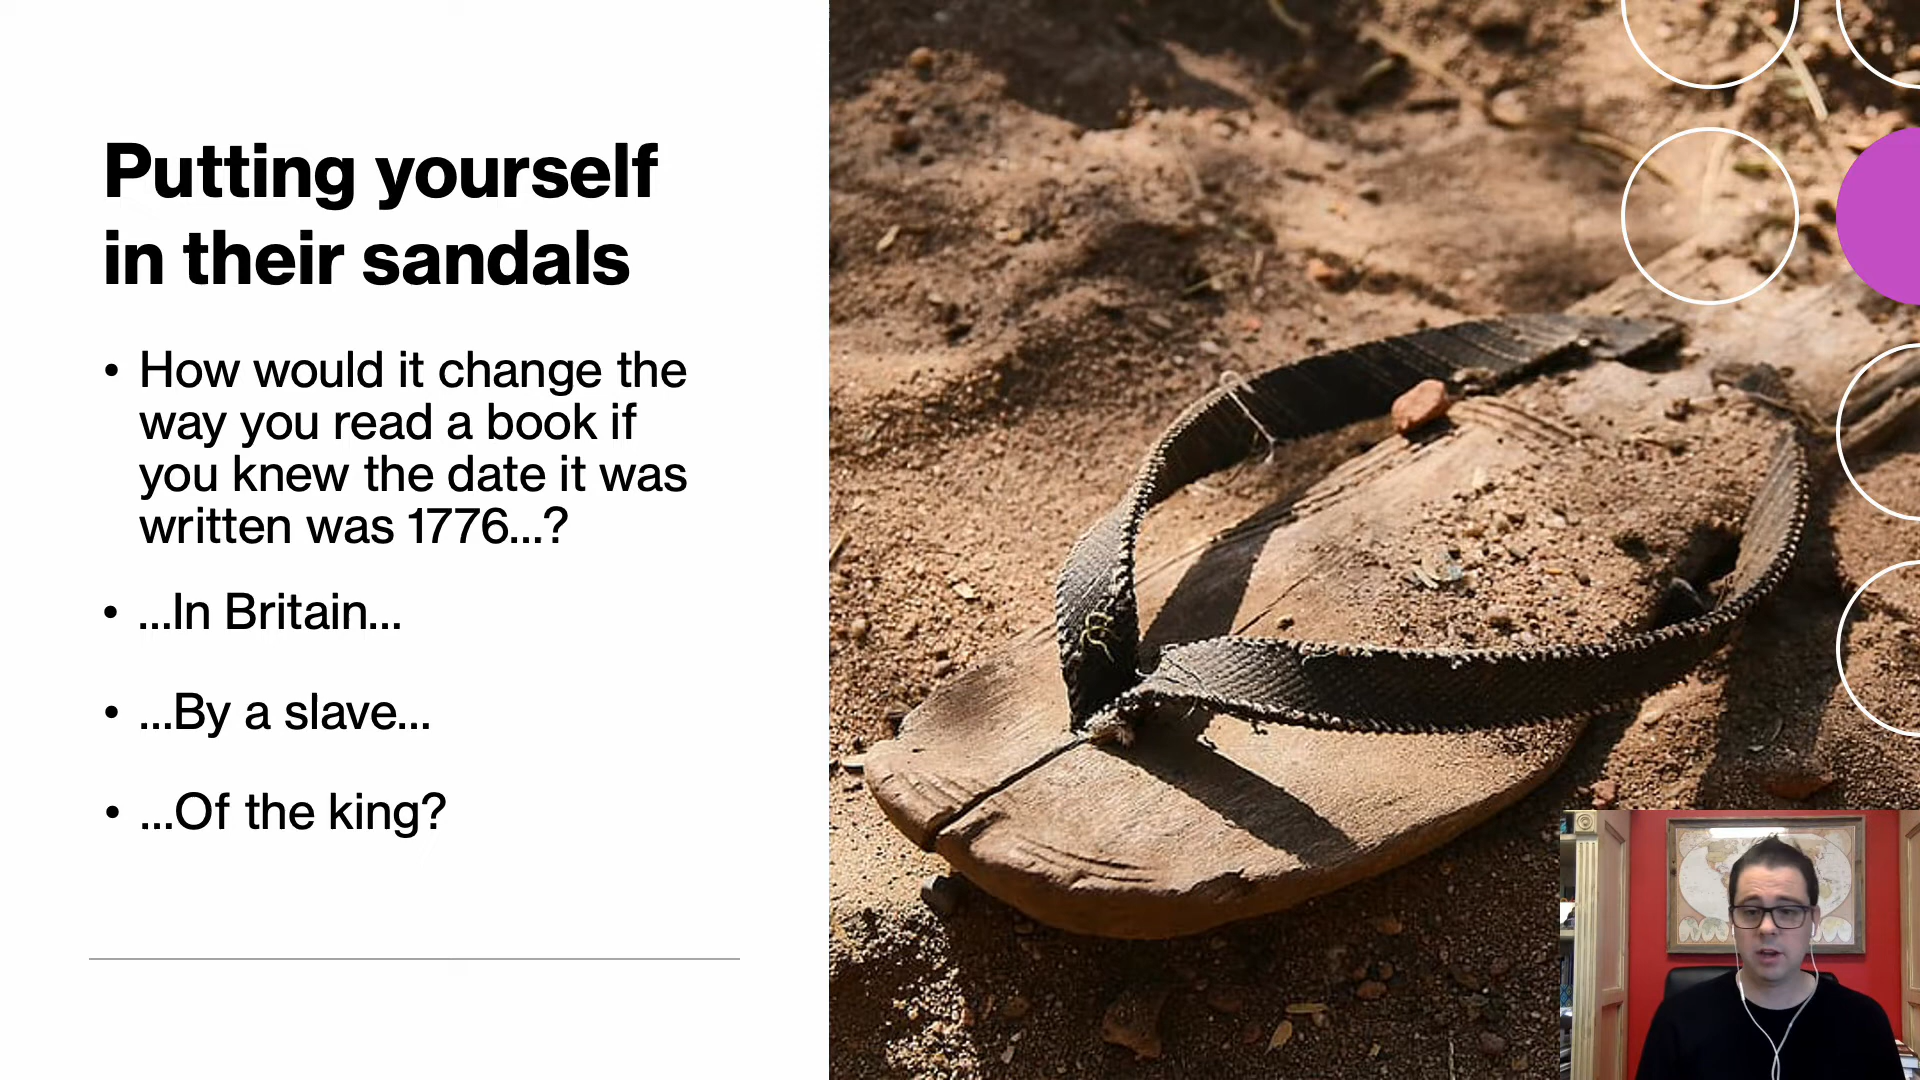 Putting yourself
in their sandals
• How would it change the
way you read a book if
you knew the date it was
written was 1776...?
• ...In Britain...
• ...By a slave...
• ...Of the king?